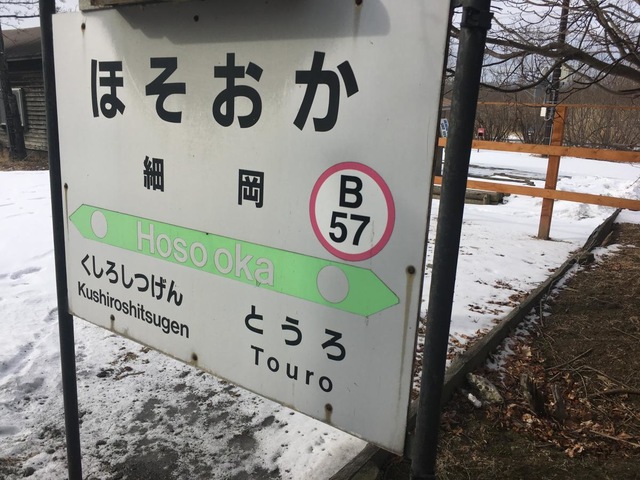 ほそおか
細岡
B
57
Hosooka
くしろしつげん
Kushiroshitsugen
とうろ
Touro